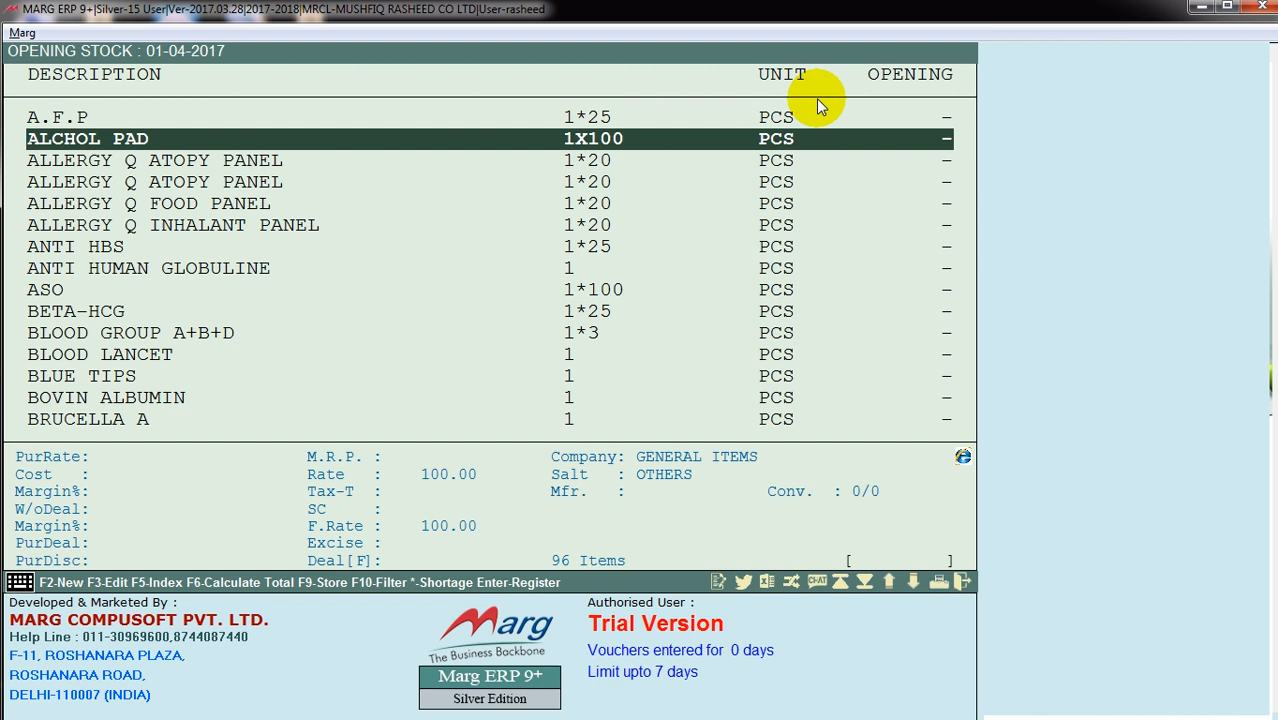 MARG ERP 9+|Silver-15 User|Ver-2017.03.28|2017-2018|MRCL-MUSHFIQ RASHEED CO LTD|User-rasheed
Marg
OPENING STOCK : 01-04-2017
DESCRIPTION UNIT OPENING
A.F.P 1*25 PCS -
ALCHOL PAD 1X100 PCS -
ALLERGY Q ATOPY PANEL 1*20 PCS -
ALLERGY Q ATOPY PANEL 1*20 PCS -
ALLERGY Q FOOD PANEL 1*20 PCS -
ALLERGY Q INHALANT PANEL 1*20 PCS -
ANTI HBS 1*25 PCS -
ANTI HUMAN GLOBULINE 1 PCS -
ASO 1*100 PCS -
BETA-HCG 1*25 PCS -
BLOOD GROUP A+B+D 1*3 PCS -
BLOOD LANCET 1 PCS -
BLUE TIPS 1 PCS -
BOVIN ALBUMIN 1 PCS -
BRUCELLA A 1 PCS -
PurRate: M.R.P. : Company: GENERAL ITEMS
Cost : Rate : 100.00 Salt : OTHERS
Margin%: Tax-T : Mfr. : Conv. : 0/0
W/oDeal: SC :
Margin%: F.Rate : 100.00
PurDeal: Excise :
PurDisc: Deal[F]: 96 Items [ ]
F2-New F3-Edit F5-Index F6-Calculate Total F9-Store F10-Filter *-Shortage Enter-Register CHAT
Developed & Marketed By :
MARG COMPUSOFT PVT. LTD.
Help Line : 011-30969600,8744087440
F-11, ROSHANARA PLAZA,
ROSHANARA ROAD,
DELHI-110007 (INDIA)
Marg
The Business Backbone
Marg ERP 9+
Silver Edition
Authorised User :
Trial Version
Vouchers entered for 0 days
Limit upto 7 days